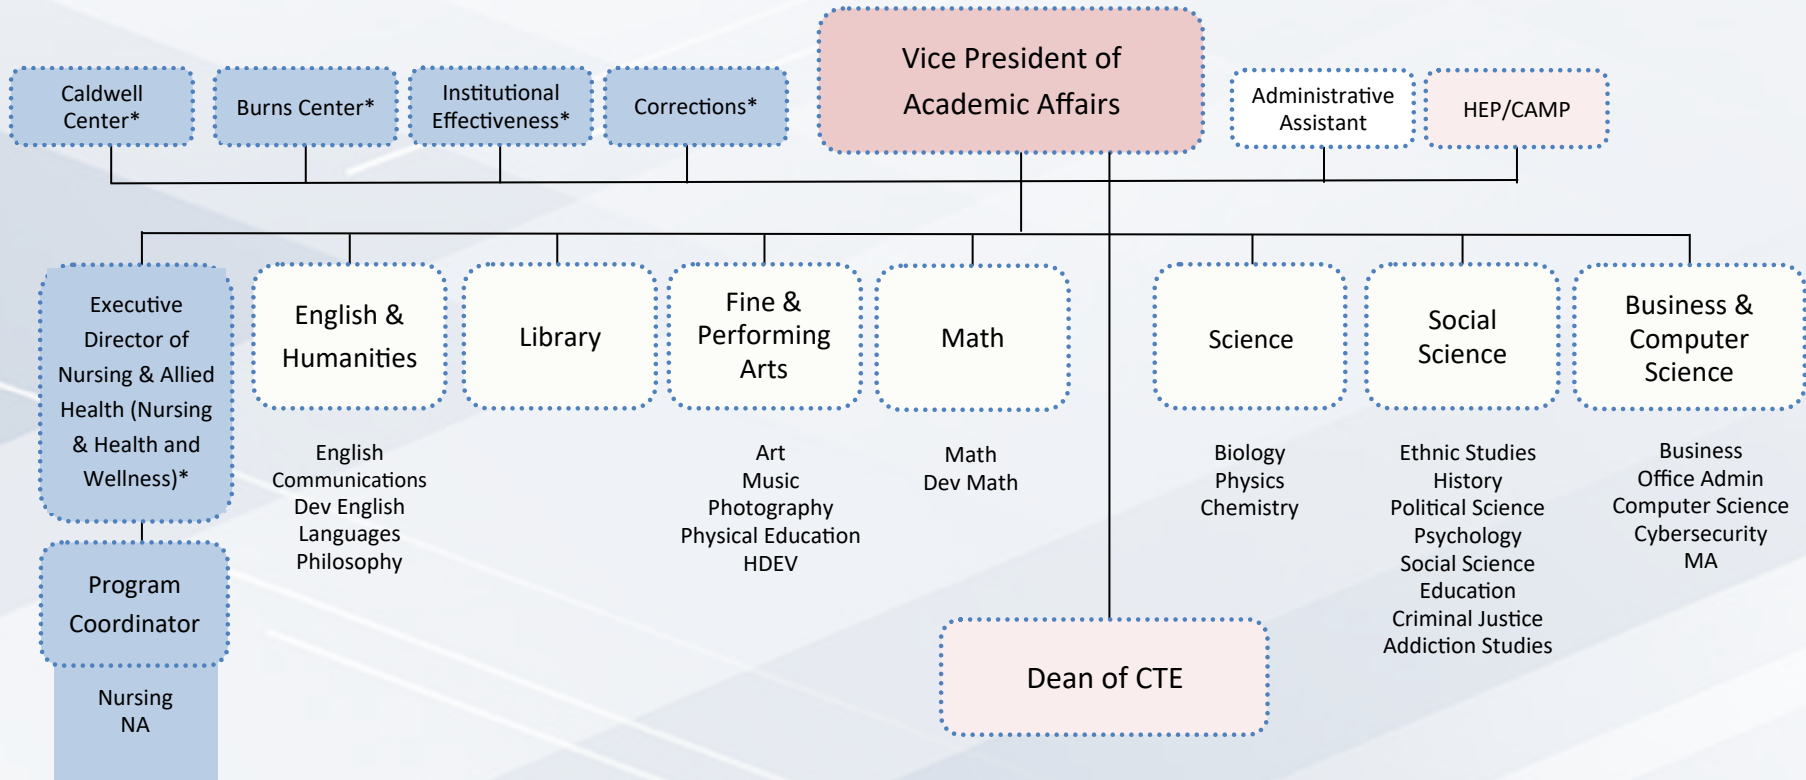 Vice President of
Academic Affairs
Caldwell
Center*
Burns Center*
Institutional
Effectiveness*
Corrections*
Administrative
Assistant
HEP/CAMP
Executive
Director of
Nursing & Allied
Health (Nursing
& Health and
Wellness)*
English &
Humanities
Library
Fine &
Performing
Arts
Math
Science
Social
Science
Business &
Computer
Science
English
Communications
Dev English
Languages
Philosophy
Art
Music
Photography
Physical Education
HDEV
Math
Dev Math
Biology
Physics
Chemistry
Ethnic Studies
History
Political Science
Psychology
Social Science
Education
Criminal Justice
Addiction Studies
Business
Office Admin
Computer Science
Cybersecurity
MA
Program
Coordinator
Nursing
NA
Dean of CTE